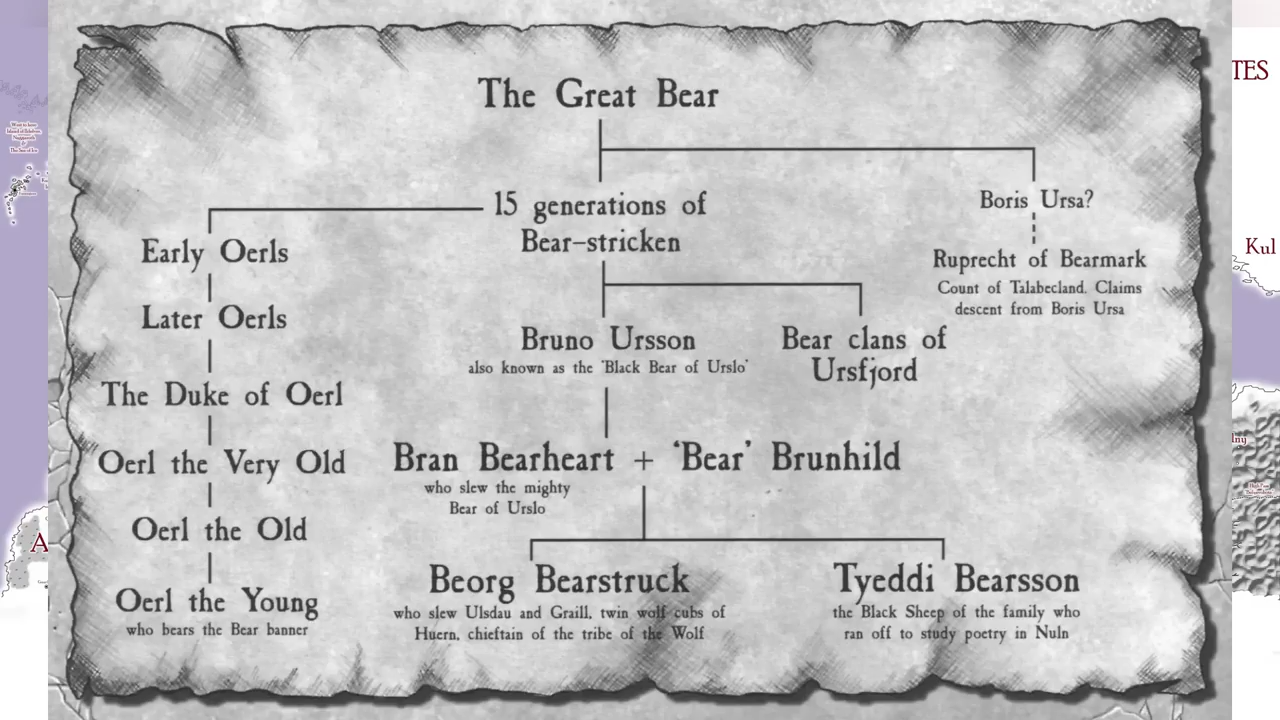 The Great Bear
TES
15 generations of
Bear-stricken
Boris Ursa?
Early Oerls
Ruprecht of Bearmark
Count of Talabecland. Claims
descent from Boris Ursa
Kul
Later Oerls
Bruno Ursson
also known as the 'Black Bear of Urslo'
Bear clans of
Ursfjord
The Duke of Oerl
Oerl the Very Old
Bran Bearheart + 'Bear' Brunhild
who slew the mighty
Bear of Urslo
Oerl the Old
A
Oerl the Young
who bears the Bear banner
Beorg Bearstruck
who slew Ulsdau and Graill, twin wolf cubs of
Huern, chieftain of the tribe of the Wolf
Tyeddi Bearsson
the Black Sheep of the family who
ran off to study poetry in Nuln